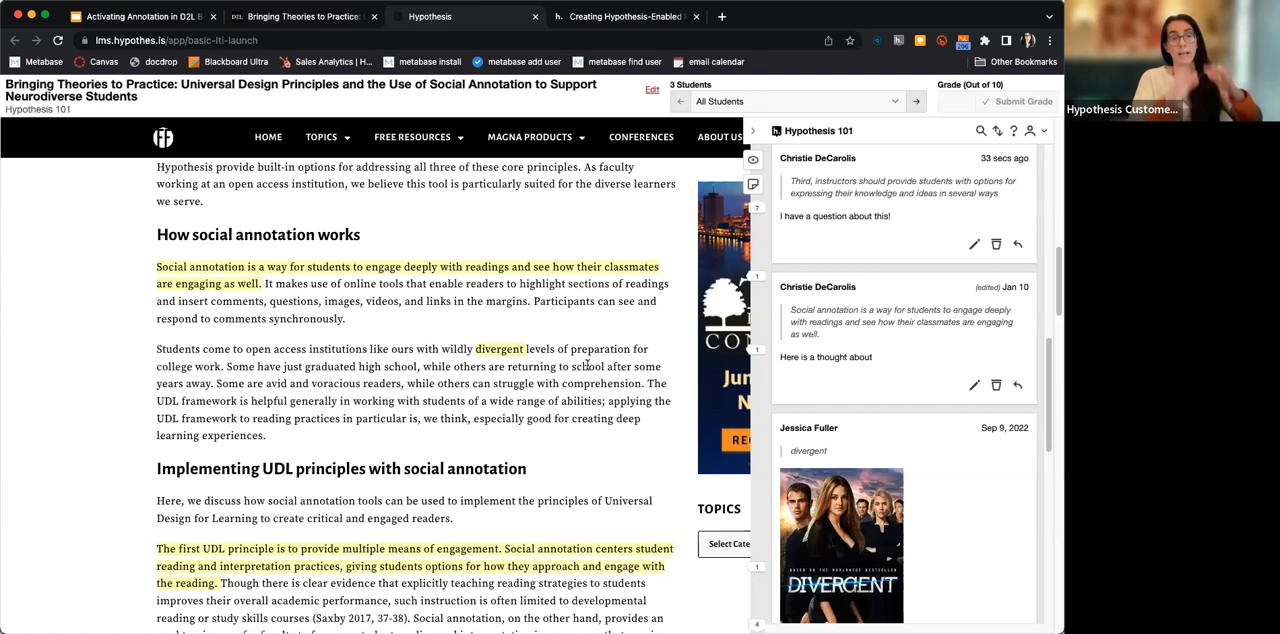 Activating Annotation in D2L B
D2L
Bringing Theories to Practice:
Hypothesis
h. Creating Hypothesis-Enabled
lms.hypothes.is/app/basic-lti-launch
206
Metabase
Canvas
docdrop
Blackboard Ultra
Sales Analytics | H...
metabase install
metabase add user
metabase find user
email calendar
Other Bookmarks
Bringing Theories to Practice: Universal Design Principles and the Use of Social Annotation to Support
Neurodiverse Students
Hypothesis 101
Edit
3 Students
All Students
Grade (Out of 10)
Submit Grade
Hypothesis Custome...
FF
HOME
TOPICS
FREE RESOURCES
MAGNA PRODUCTS
CONFERENCES
ABOUT US
Hypothesis provide built-in options for addressing all three of these core principles. As faculty
working at an open access institution, we believe this tool is particularly suited for the diverse learners
we serve.
How social annotation works
Social annotation is a way for students to engage deeply with readings and see how their classmates
are engaging as well. It makes use of online tools that enable readers to highlight sections of readings
and insert comments, questions, images, videos, and links in the margins. Participants can see and
respond to comments synchronously.
Students come to open access institutions like ours with wildly divergent levels of preparation for
college work. Some have just graduated high school, while others are returning to school after some
years away. Some are avid and voracious readers, while others can struggle with comprehension. The
UDL framework is helpful generally in working with students of a wide range of abilities; applying the
UDL framework to reading practices in particular is, we think, especially good for creating deep
learning experiences.
Implementing UDL principles with social annotation
Here, we discuss how social annotation tools can be used to implement the principles of Universal
Design for Learning to create critical and engaged readers.
The first UDL principle is to provide multiple means of engagement. Social annotation centers student
reading and interpretation practices, giving students options for how they approach and engage with
the reading. Though there is clear evidence that explicitly teaching reading strategies to students
improves their overall academic performance, such instruction is often limited to developmental
reading or study skills courses (Saxby 2017, 37-38). Social annotation, on the other hand, provides an
CO
Jun
N
RE
TOPICS
Select Cate
7
1
1
1
4
h. Hypothesis 101
Christie DeCarolis
33 secs ago
Third, instructors should provide students with options for
expressing their knowledge and ideas in several ways
I have a question about this!
Christie DeCarolis
(edited) Jan 10
Social annotation is a way for students to engage deeply
with readings and see how their classmates are engaging
as well.
Here is a thought about
Jessica Fuller
Sep 9, 2022
divergent
BASED ON THE WORLDWIDE BESTSELLER
DIVERGENT